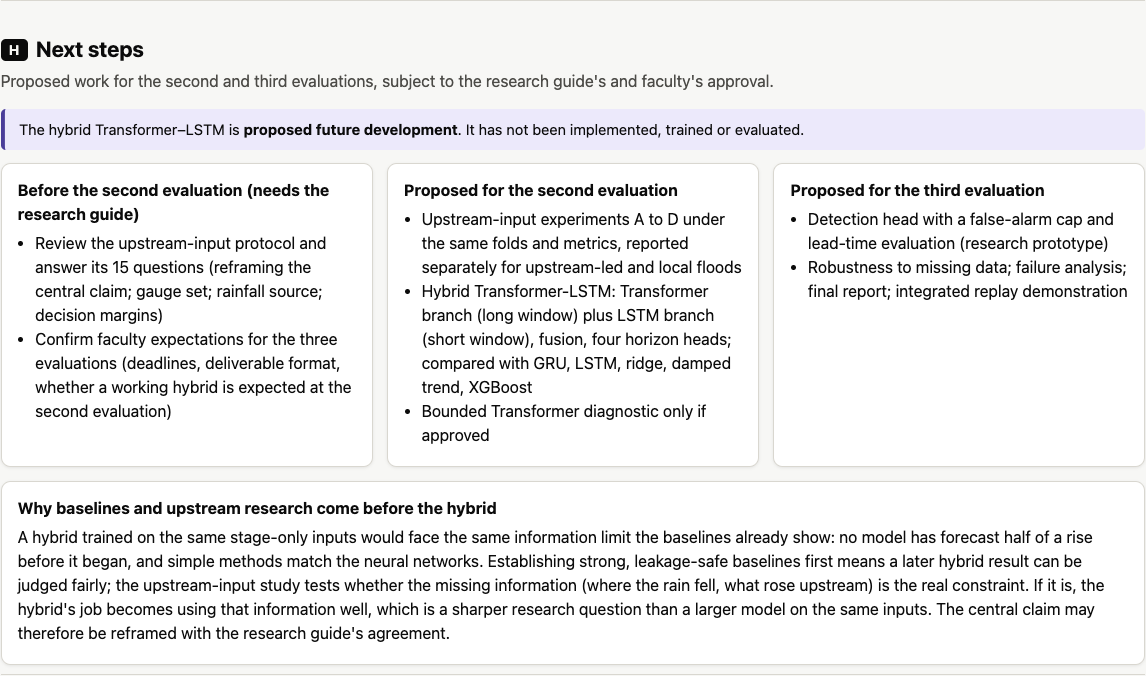 H Next steps
Proposed work for the second and third evaluations, subject to the research guide's and faculty's approval.
The hybrid Transformer–LSTM is proposed future development. It has not been implemented, trained or evaluated.
Before the second evaluation (needs the
research guide)
• Review the upstream-input protocol and
answer its 15 questions (reframing the
central claim; gauge set; rainfall source;
decision margins)
• Confirm faculty expectations for the three
evaluations (deadlines, deliverable format,
whether a working hybrid is expected at the
second evaluation)
Proposed for the second evaluation
• Upstream-input experiments A to D under
the same folds and metrics, reported
separately for upstream-led and local floods
• Hybrid Transformer-LSTM: Transformer
branch (long window) plus LSTM branch
(short window), fusion, four horizon heads;
compared with GRU, LSTM, ridge, damped
trend, XGBoost
• Bounded Transformer diagnostic only if
approved
Proposed for the third evaluation
• Detection head with a false-alarm cap and
lead-time evaluation (research prototype)
• Robustness to missing data; failure analysis;
final report; integrated replay demonstration
Why baselines and upstream research come before the hybrid
A hybrid trained on the same stage-only inputs would face the same information limit the baselines already show: no model has forecast half of a rise
before it began, and simple methods match the neural networks. Establishing strong, leakage-safe baselines first means a later hybrid result can be
judged fairly; the upstream-input study tests whether the missing information (where the rain fell, what rose upstream) is the real constraint. If it is, the
hybrid's job becomes using that information well, which is a sharper research question than a larger model on the same inputs. The central claim may
therefore be reframed with the research guide's agreement.